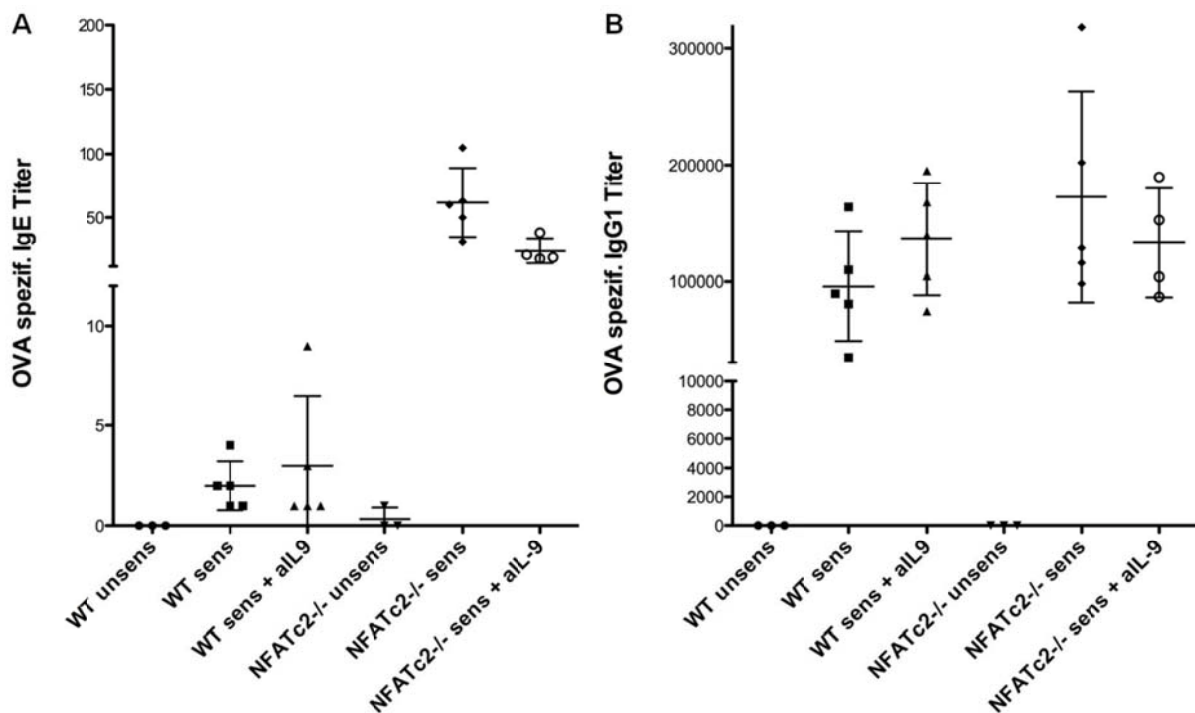 A
OVA spezif. IgE Titer
200
150
100
50
10
5
0
WT unsens
WT sens
WT sens + aIL9
NFATc2-/- unsens
NFATc2-/- sens
NFATc2-/- sens + aIL-9
B
OVA spezif. IgG1 Titer
300000
200000
100000
10000
8000
6000
4000
2000
0
WT unsens
WT sens
WT sens + aIL9
NFATc2-/- unsens
NFATc2-/- sens
NFATc2-/- sens + aIL-9